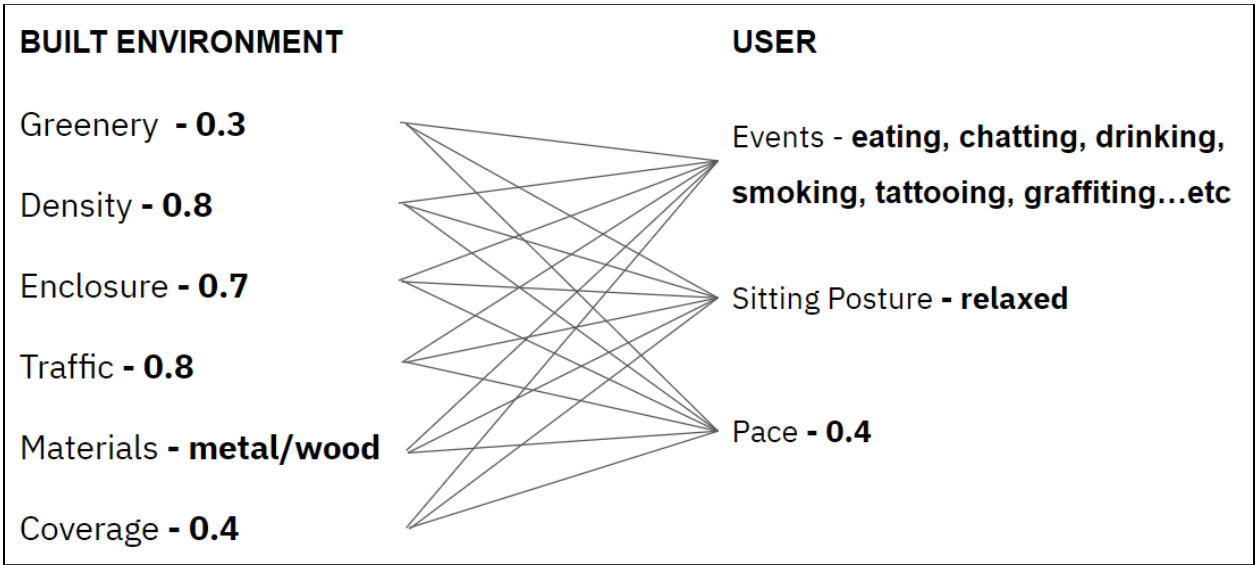 BUILT ENVIRONMENT
Greenery - 0.3
Density - 0.8
Enclosure - 0.7
Traffic - 0.8
Materials - metal/wood
Coverage - 0.4
USER
Events - eating, chatting, drinking,
smoking, tattooing, graffiting...etc
Sitting Posture - relaxed
Pace - 0.4